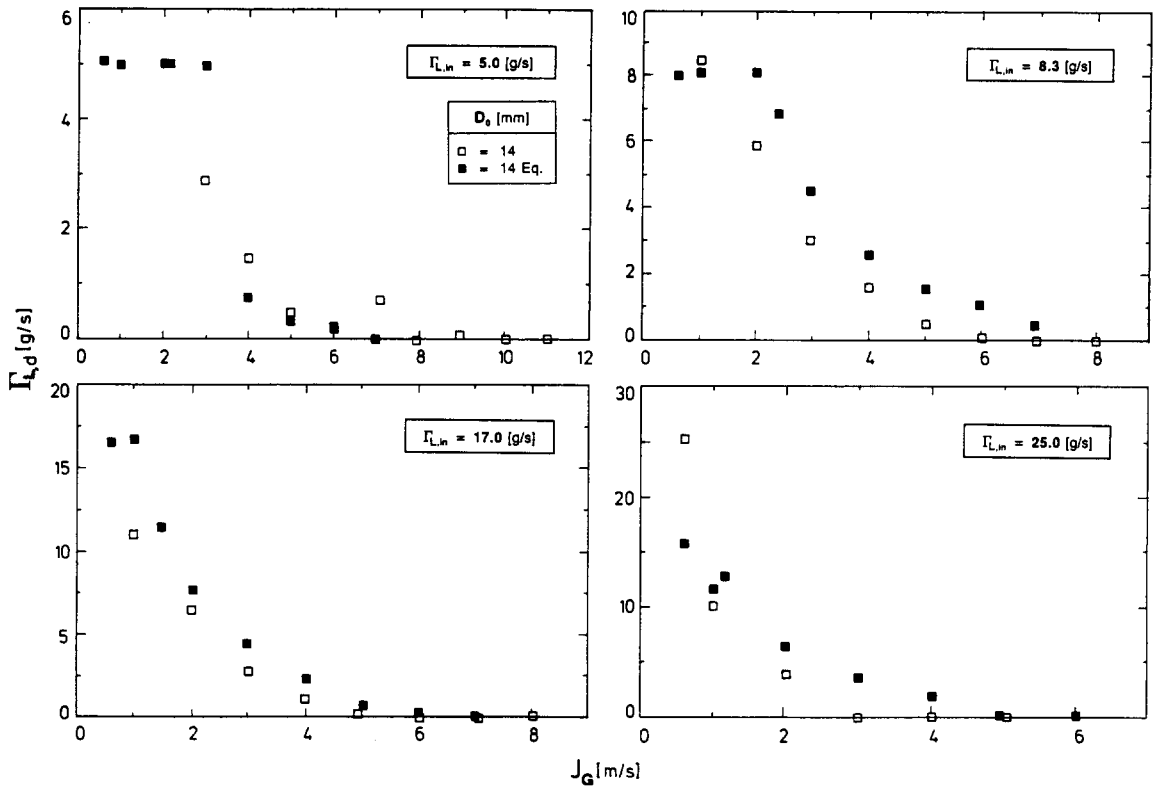 6
4
2
0
0 2 4 6 8 10 12
Γ_L,in = 5.0 [g/s]
D₀ [mm]
□ = 14
■ = 14 Eq.
10
8
6
4
2
0
0 2 4 6 8
Γ_L,in = 8.3 [g/s]
Γ_L,d [g/s]
20
15
10
5
0
0 2 4 6 8
Γ_L,in = 17.0 [g/s]
30
20
10
0
0 2 4 6
Γ_L,in = 25.0 [g/s]
J_G [m/s]